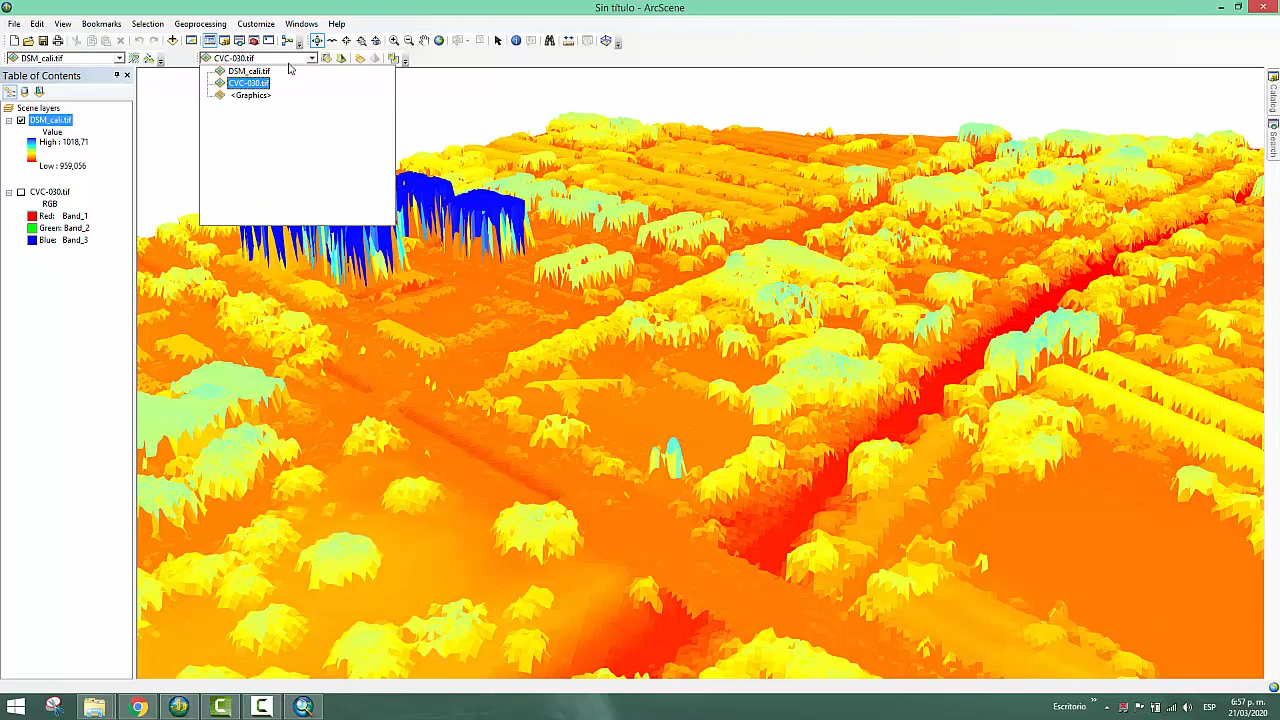 Sin título - ArcScene
File Edit View Bookmarks Selection Geoprocessing Customize Windows Help
DSM_cali.tif
CVC-030.tif
DSM_cali.tif
CVC-030.tif
<Graphics>
Table of Contents
Scene layers
DSM_cali.tif
Value
High : 1018,71
Low : 959,056
CVC-030.tif
RGB
Red: Band_1
Green: Band_2
Blue: Band_3
Catalog
Search
Escritorio
ESP
6:57 p. m.
21/03/2020